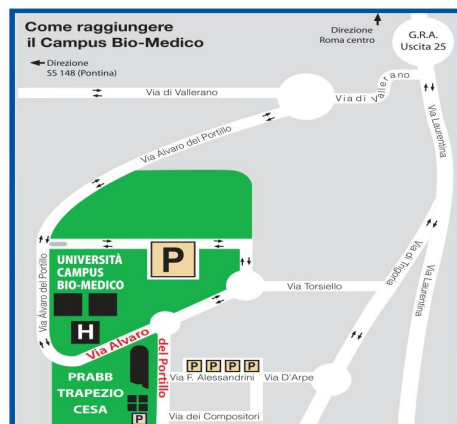 Come raggiungere
il Campus Bio-Medico
Direzione
SS 148 (Pontina)
Direzione
Roma centro
G.R.A.
Uscita 25
Via di Vallerano
Via di Vallerano
Via Álvaro del Portillo
Via Laurentina
Via Álvaro del Portillo
P
UNIVERSITÀ
CAMPUS
BIO-MEDICO
H
Via di Trigoria
Via Laurentina
Via Torsiello
Via Alvaro del Portillo
PRABB
TRAPEZIO
CESA
P P P P
Via F. Alessandrini
Via D'Arpe
Via dei Compositori
P